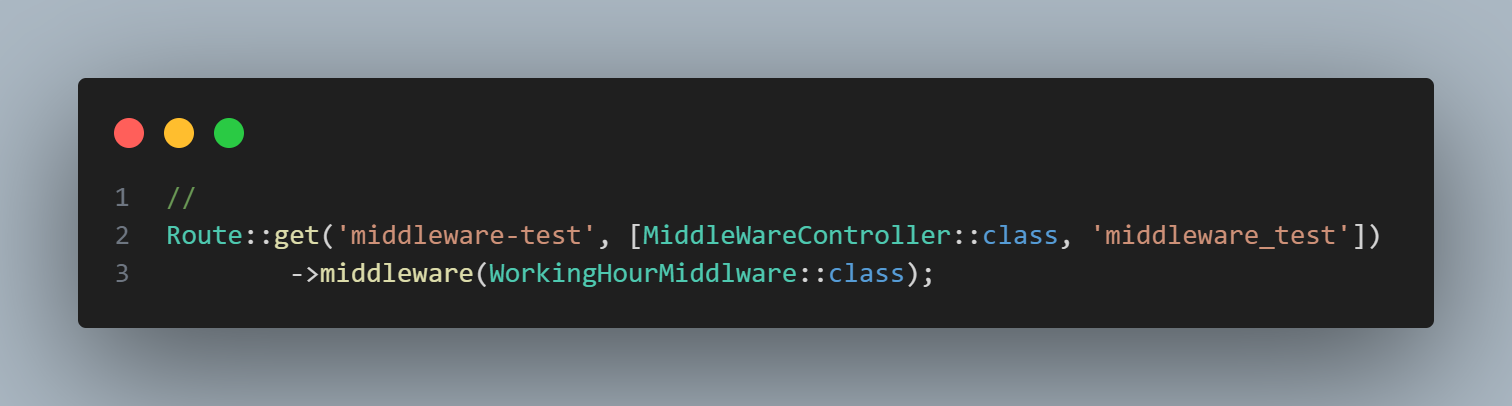 1 //
2 Route::get('middleware-test', [MiddleWareController::class, 'middleware_test'])
3 ->middleware(WorkingHourMiddlware::class);